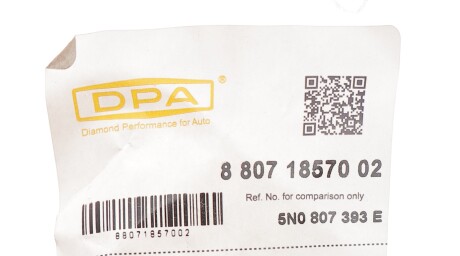 DPA®
Diamond Performance for Auto
8 807 18570 02
Ref. No. for comparison only
5N0 807 393 E
88071857002